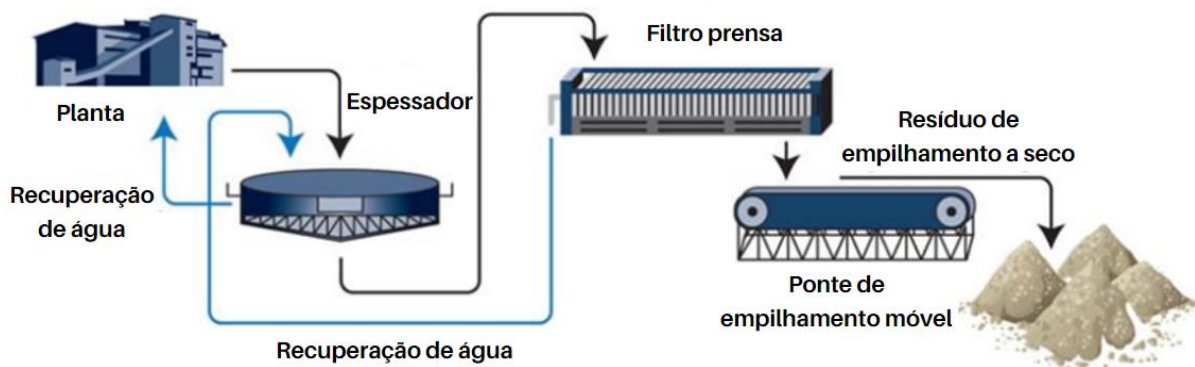 Filtro prensa
Planta
Espessador
Resíduo de
empilhamento a seco
Recuperação
de água
Ponte de
empilhamento móvel
Recuperação de água